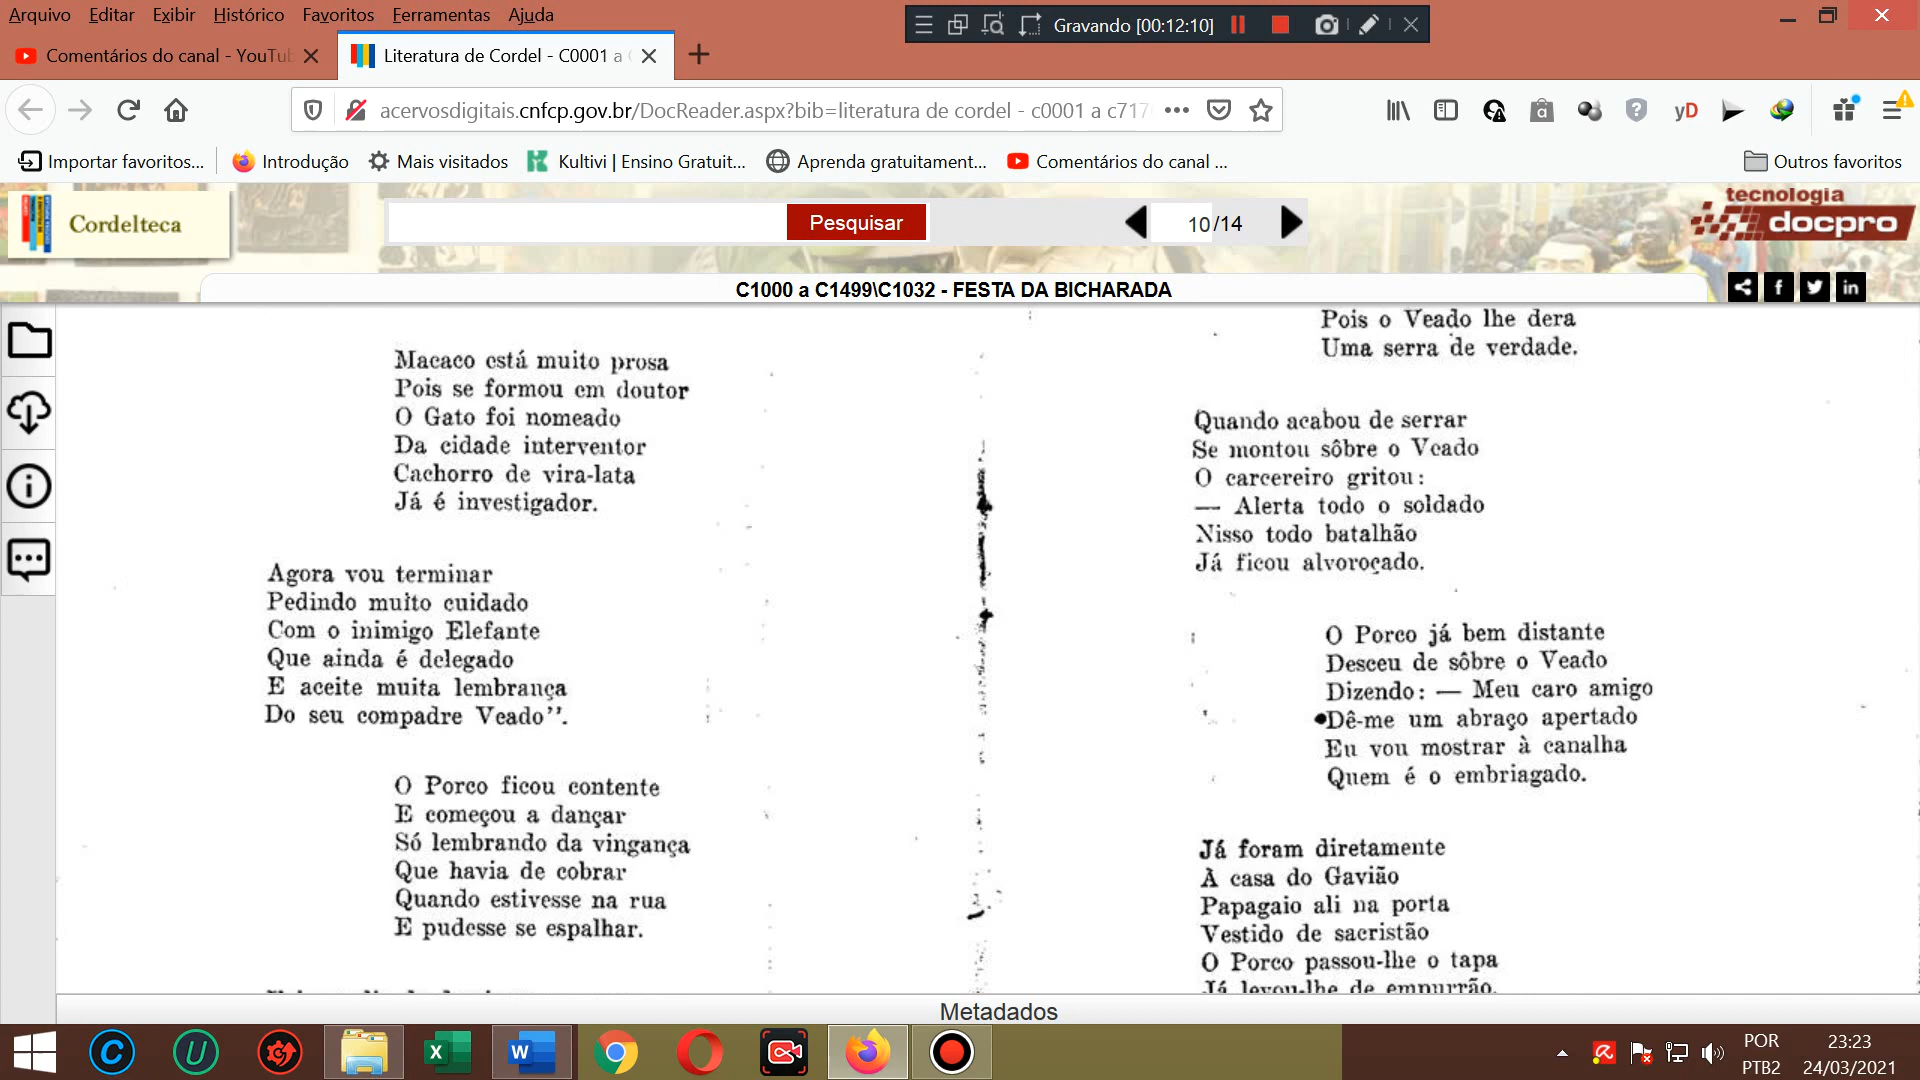 Arquivo Editar Exibir Histórico Favoritos Ferramentas Ajuda
Gravando [00:12:10]
Comentários do canal - YouTub
Literatura de Cordel - C0001 a
acervosdigitais.cnfcp.gov.br/DocReader.aspx?bib=literatura de cordel - c0001 a c717
yD
Importar favoritos...
Introdução
Mais visitados
Kultivi | Ensino Gratuit...
Aprenda gratuitament...
Comentários do canal ...
Outros favoritos
Cordelteca
Pesquisar
10/14
tecnologia
docpro
C1000 a C1499\C1032 - FESTA DA BICHARADA
Macaco está muito prosa
Pois se formou em doutor
O Gato foi nomeado
Da cidade interventor
Cachorro de vira-lata
Já é investigador.
Agora vou terminar
Pedindo muito cuidado
Com o inimigo Elefante
Que ainda é delegado
E aceite muita lembrança
Do seu compadre Veado”.
O Porco ficou contente
E começou a dançar
Só lembrando da vingança
Que havia de cobrar
Quando estivesse na rua
E pudesse se espalhar.
Pois o Veado lhe dera
Uma serra de verdade.
Quando acabou de serrar
Se montou sôbre o Veado
O carcereiro gritou:
— Alerta todo o soldado
Nisso todo batalhão
Já ficou alvoroçado.
O Porco já bem distante
Desceu de sôbre o Veado
Dizendo: — Meu caro amigo
Dê-me um abraço apertado
Eu vou mostrar à canalha
Quem é o embriagado.
Já foram diretamente
À casa do Gavião
Papagaio ali na porta
Vestido de sacristão
O Porco passou-lhe o tapa
Já levou-lhe de empurrão.
Metadados
POR
PTB2
23:23
24/03/2021